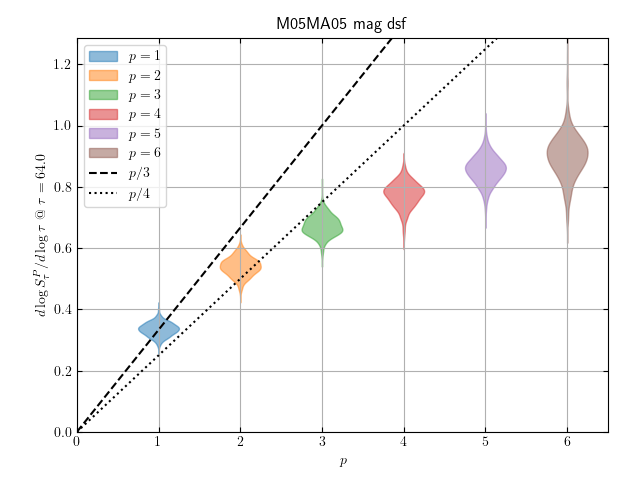 M05MA05 mag dsf
d log S_τ^P / d log τ @ τ = 64.0
1.2
1.0
0.8
0.6
0.4
0.2
0.0
p = 1
p = 2
p = 3
p = 4
p = 5
p = 6
p/3
p/4
0 1 2 3 4 5 6
p